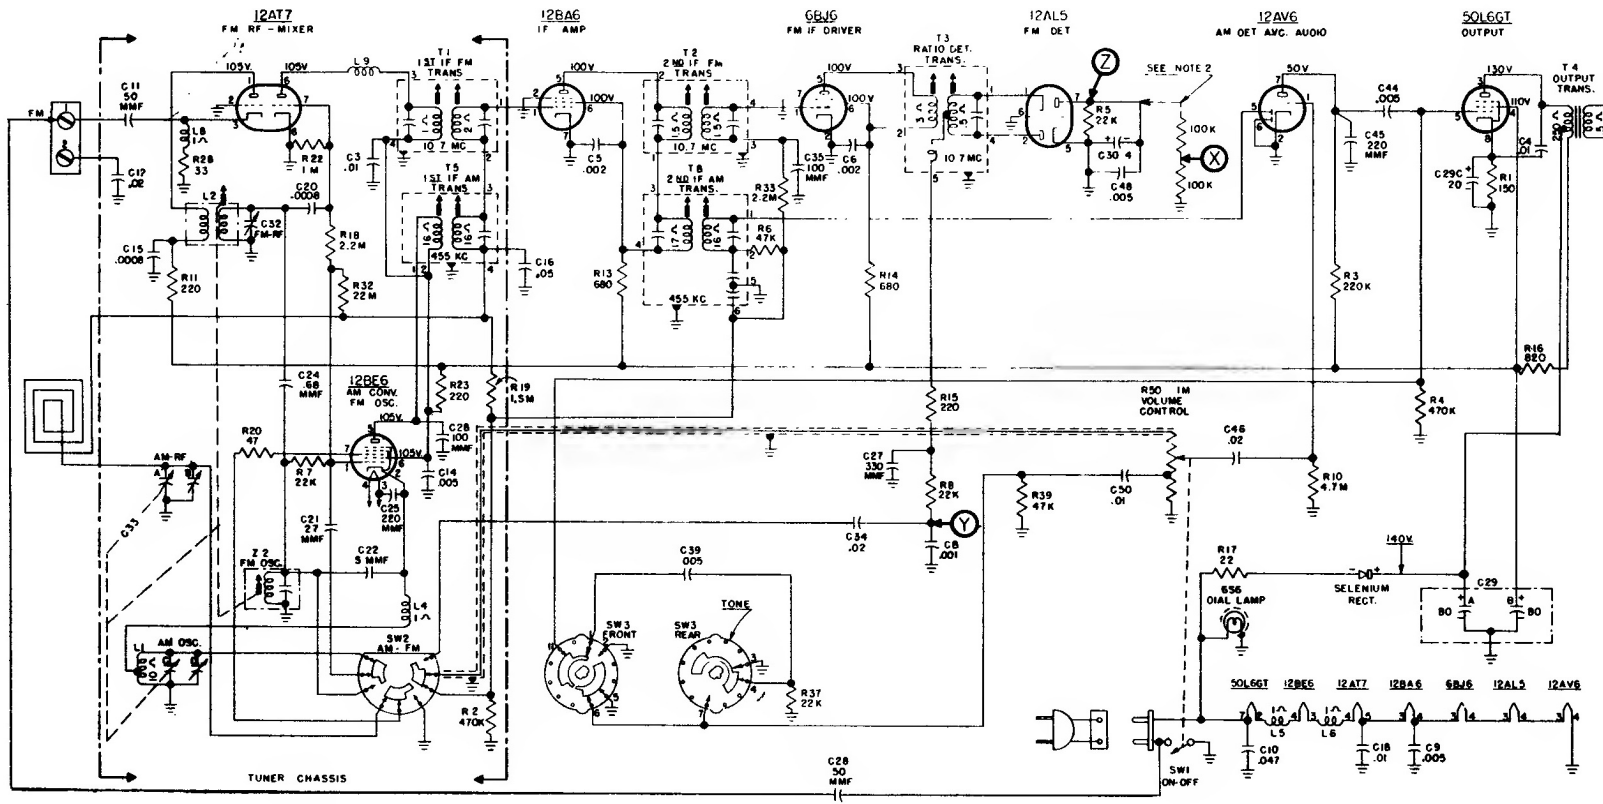 12AT7
FM RF-MIXER
12BA6
IF AMP
6BJ6
FM IF DRIVER
12AL5
FM DET
12AV6
AM DET AVC. AUDIO
50L6GT
OUTPUT
T3
RATIO DET.
TRANS
T1
1ST IF FM
TRANS
T2
2ND IF FM
TRANS
T4
OUTPUT
TRANS.
SEE NOTE 2
105V.
105V
L9
100V
100V
100V
100V
50V
130V
110V
Z
X
Y
FM
C11
50
MMF
C17
.02
L8
R28
33
R22
1 M
C20
.0008
L2
C32
FM-RF
C15
.0008
R11
220
R18
2.2M
R32
22M
C3
.01
10.7 MC
T5
1ST IF AM
TRANS
455 KC
C16
.05
C5
.002
R13
680
10.7 MC
T8
2ND IF AM
TRANS.
455 KC
C35
100
MMF
R33
2.2M
R6
47K
C6
.002
R14
680
10.7 MC
R5
22K
C30 4
C48
.005
100K
100K
C44
.005
C45
220
MMF
R3
220K
C29C
20
R1
150
C4
.01
R16
820
C24
.68
MMF
12BE6
AM CONV.
FM OSC.
105V.
105V
R23
220
R19
1.5M
C28
100
MMF
C14
.005
R20
47
R7
22K
C25
220
MMF
C21
27
MMF
C22
5 MMF
AM-RF
A
C33
Z2
FM OSC.
L4
L1
AM OSC.
SW2
AM-FM
R2
470K
TUNER CHASSIS
R15
220
C27
330
MMF
R8
22K
C34
.02
C8
.001
R39
47K
C50
.01
R50 1M
VOLUME
CONTROL
C46
.02
R10
4.7M
R4
470K
C39
005
TONE
SW3
FRONT
SW3
REAR
R37
22K
R17
22
656
DIAL LAMP
SELENIUM
RECT.
140V.
C29
A
80
B
80
50L6GT
12BE6
12AT7
12BA6
6BJ6
12AL5
12AV6
L5
L6
C10
.047
C18
.01
C9
.005
SW1
ON-OFF
C28
50
MMF